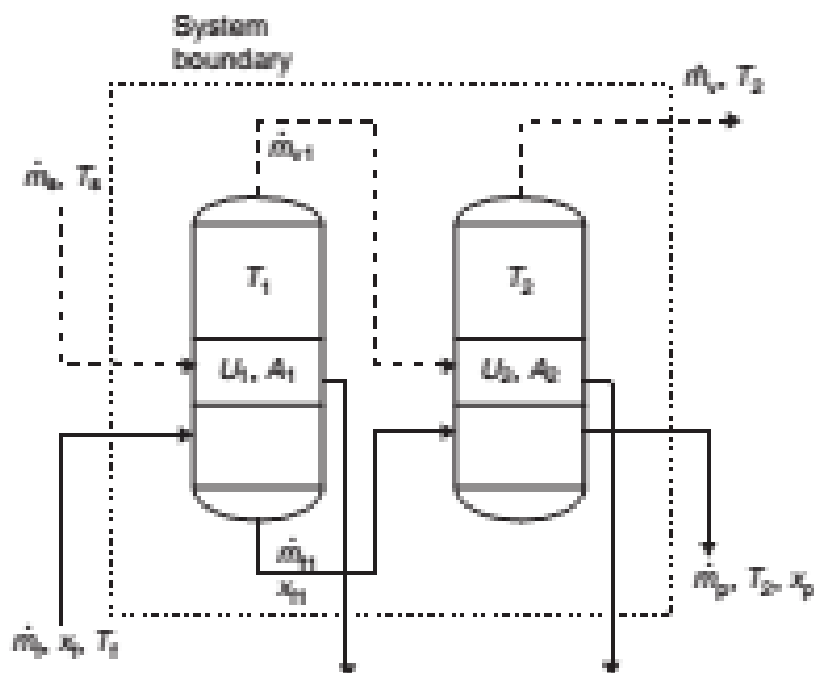 System
boundary
ṁᵥ, T₂
ṁᵥ₁
ṁₛ, Tₛ
T₁
T₂
U₁, A₁
U₂, A₂
ṁf1
xf1
ṁₚ, T₂, xₚ
ṁf, xf, Tf